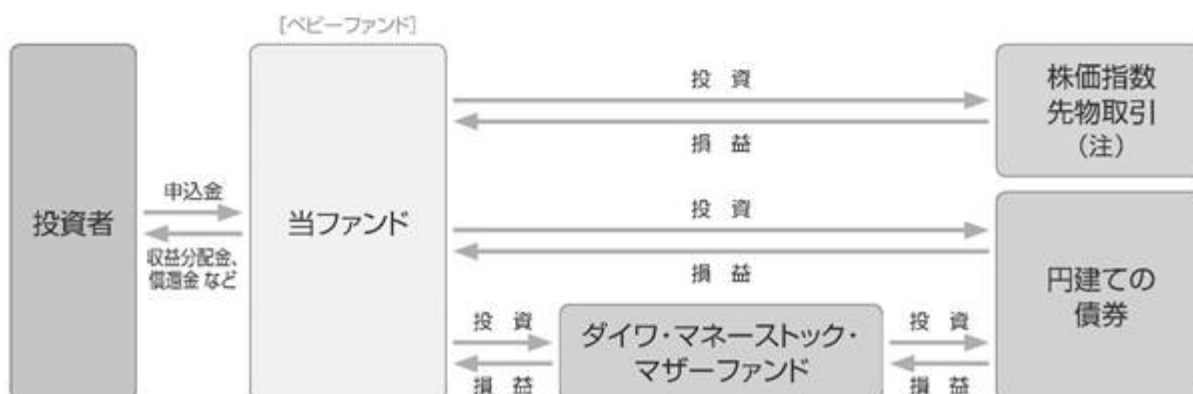 [ベビーファンド]
投資者
申込金
収益分配金、
償還金 など
当ファンド
投 資
損 益
株価指数
先物取引
(注)
投 資
損 益
円建ての
債券
投 資
損 益
ダイワ・マネーストック・
マザーファンド
投 資
損 益